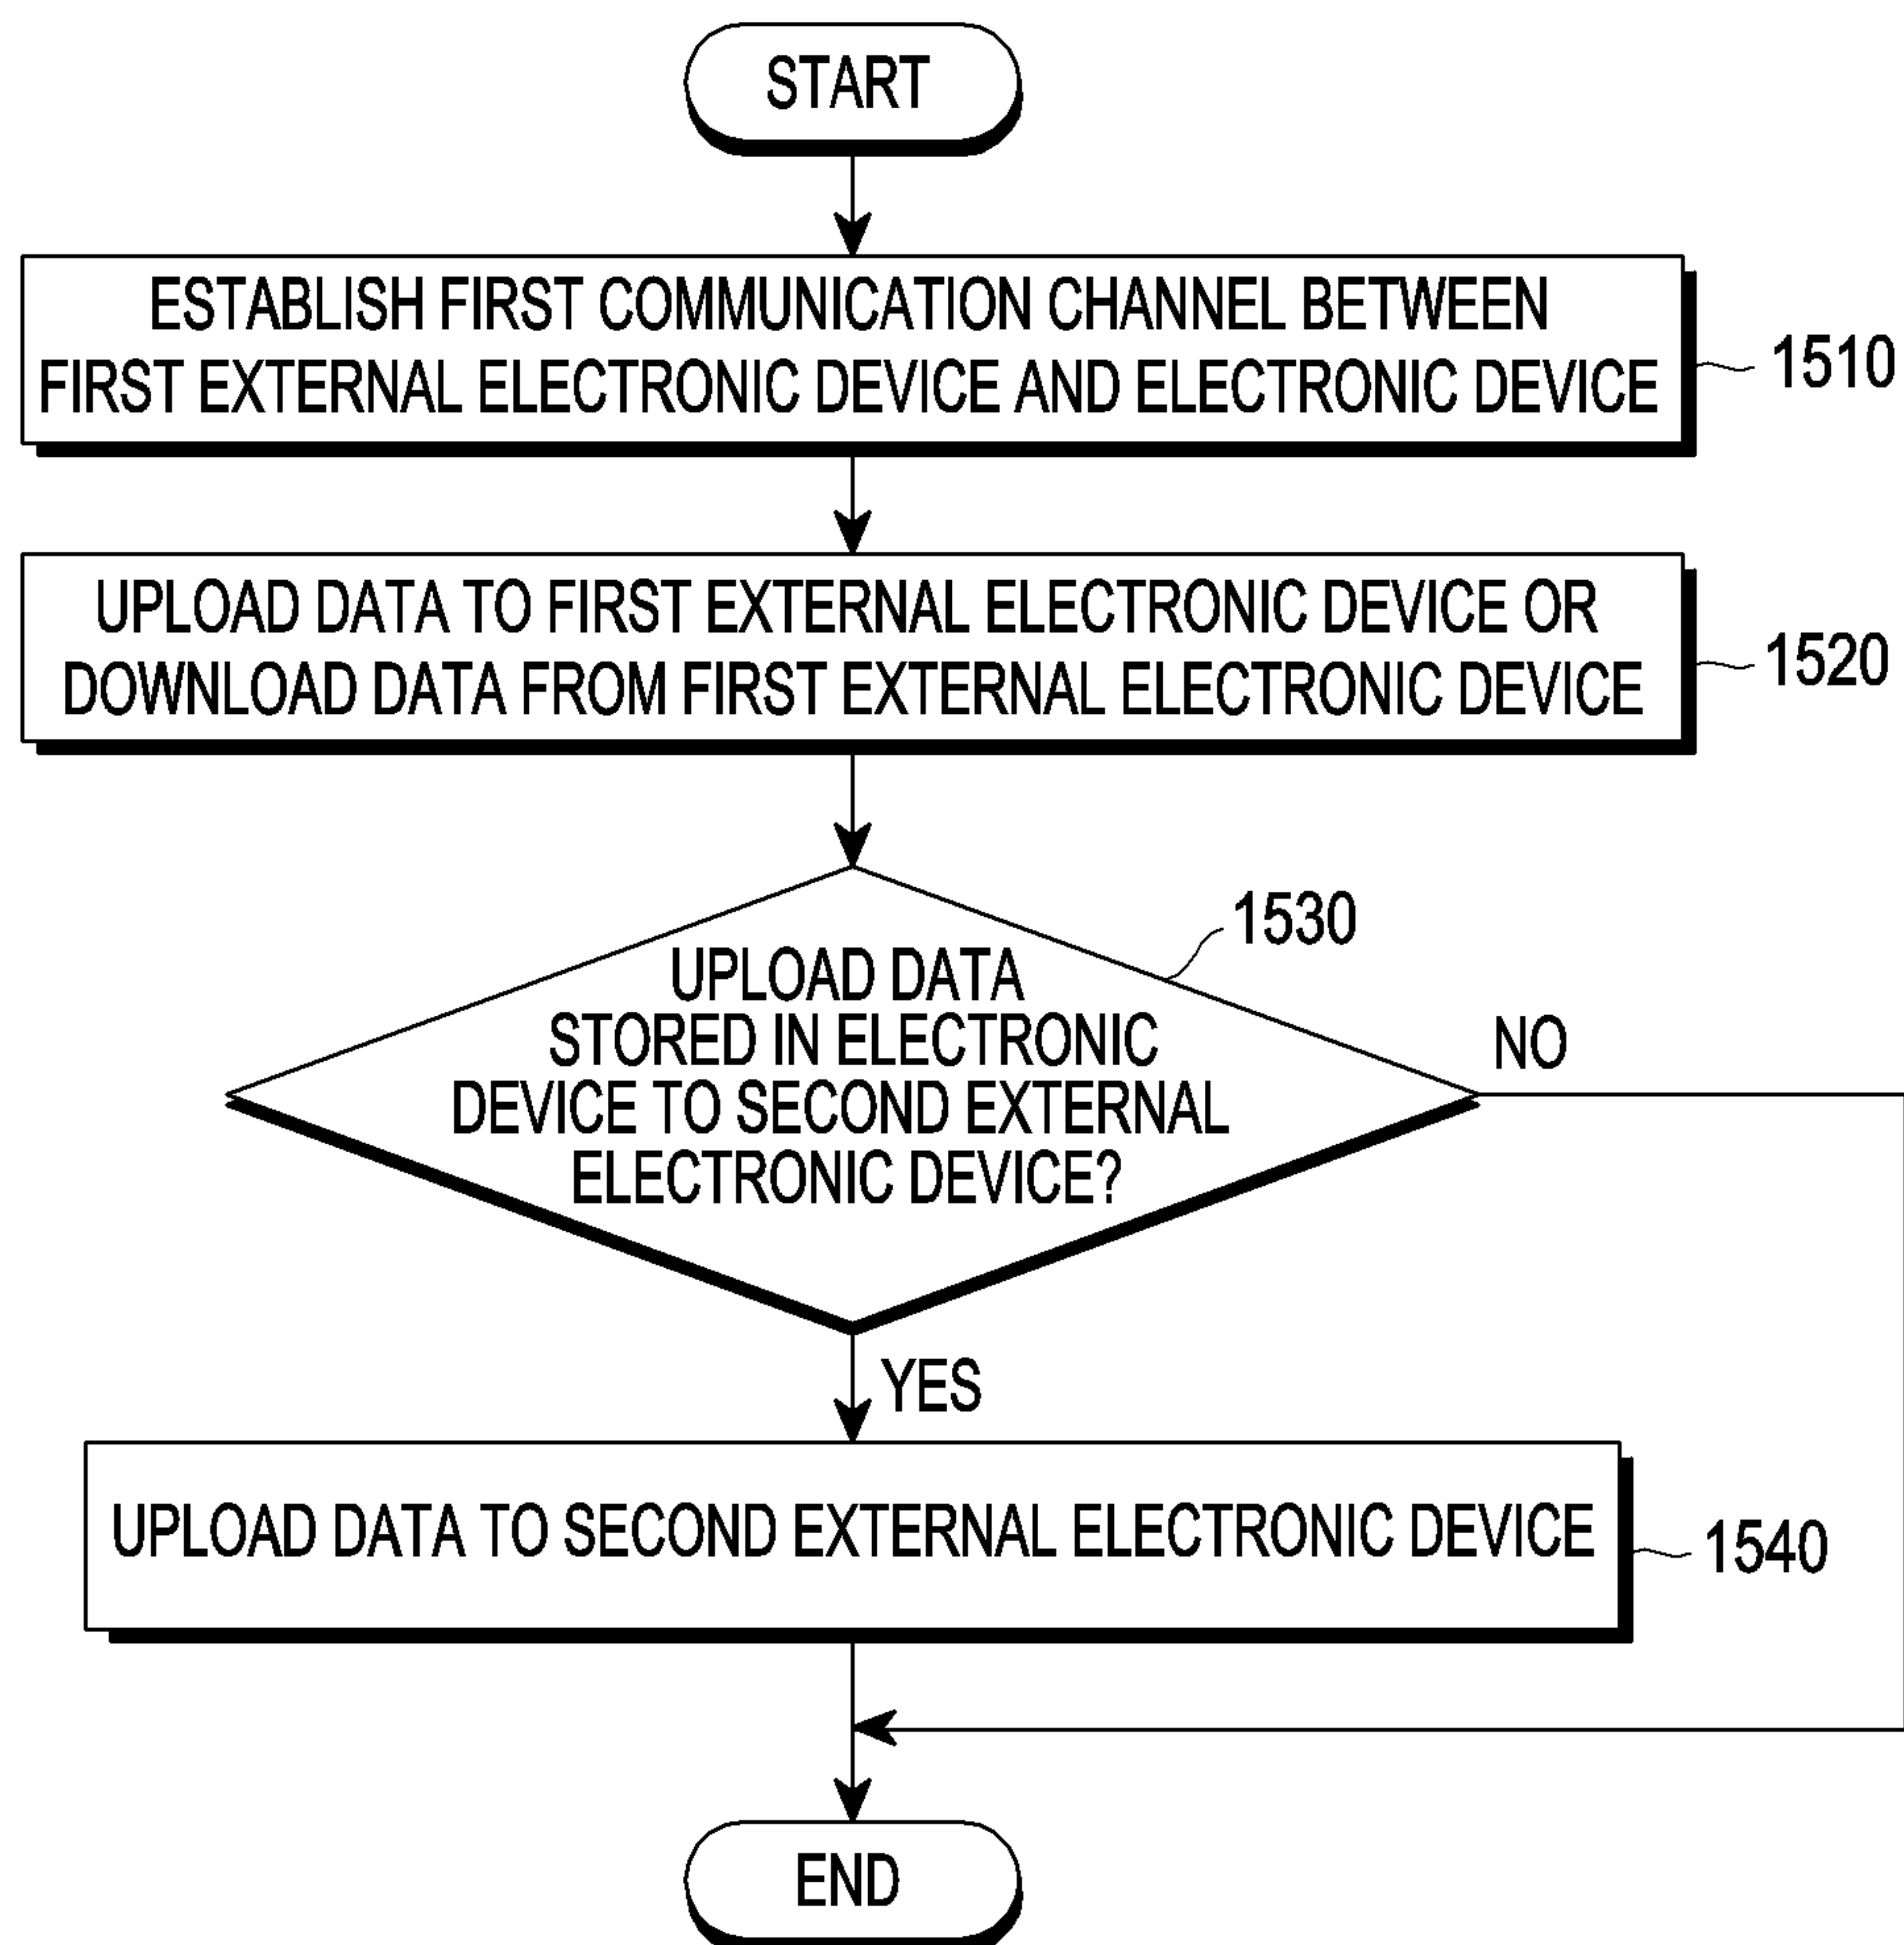 START
ESTABLISH FIRST COMMUNICATION CHANNEL BETWEEN
FIRST EXTERNAL ELECTRONIC DEVICE AND ELECTRONIC DEVICE
1510
UPLOAD DATA TO FIRST EXTERNAL ELECTRONIC DEVICE OR
DOWNLOAD DATA FROM FIRST EXTERNAL ELECTRONIC DEVICE
1520
1530
UPLOAD DATA
STORED IN ELECTRONIC
DEVICE TO SECOND EXTERNAL
ELECTRONIC DEVICE?
NO
YES
UPLOAD DATA TO SECOND EXTERNAL ELECTRONIC DEVICE
1540
END